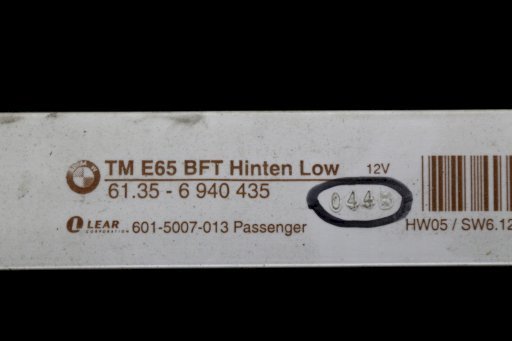 TM E65 BFT Hinten Low 12V
61.35 - 6 940 435
LEAR
CORPORATION
601-5007-013 Passenger
HW05 / SW6.12